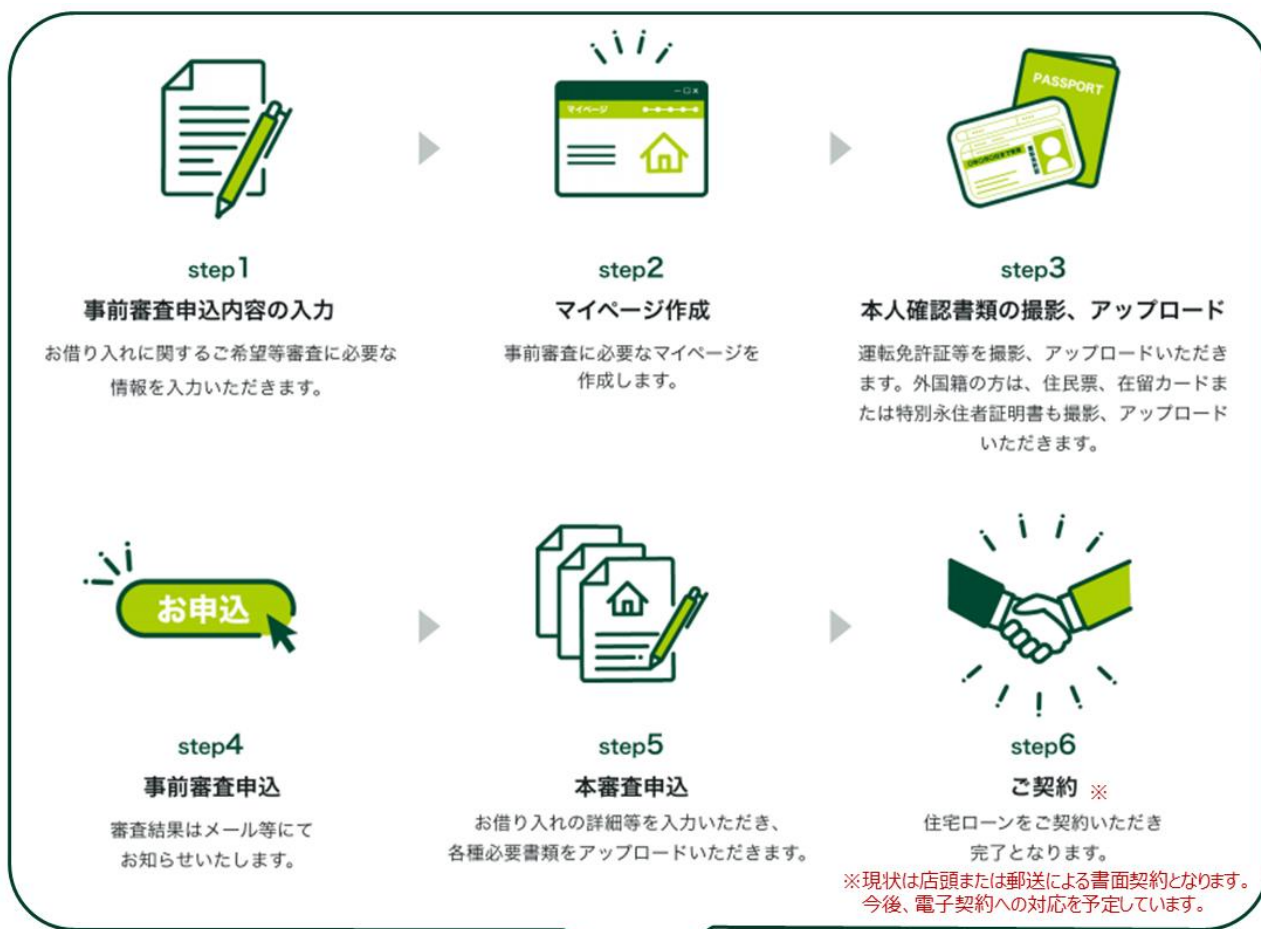 マイページ
PASSPORT
step1
事前審査申込内容の入力
お借り入れに関するご希望等審査に必要な
情報を入力いただきます。
step2
マイページ作成
事前審査に必要なマイページを
作成します。
step3
本人確認書類の撮影、アップロード
運転免許証等を撮影、アップロードいただき
ます。外国籍の方は、住民票、在留カードま
たは特別永住者証明書も撮影、アップロード
いただきます。
お申込
step4
事前審査申込
審査結果はメール等にて
お知らせいたします。
step5
本審査申込
お借り入れの詳細等を入力いただき、
各種必要書類をアップロードいただきます。
step6
ご契約 ※
住宅ローンをご契約いただき
完了となります。
※現状は店頭または郵送による書面契約となります。
今後、電子契約への対応を予定しています。